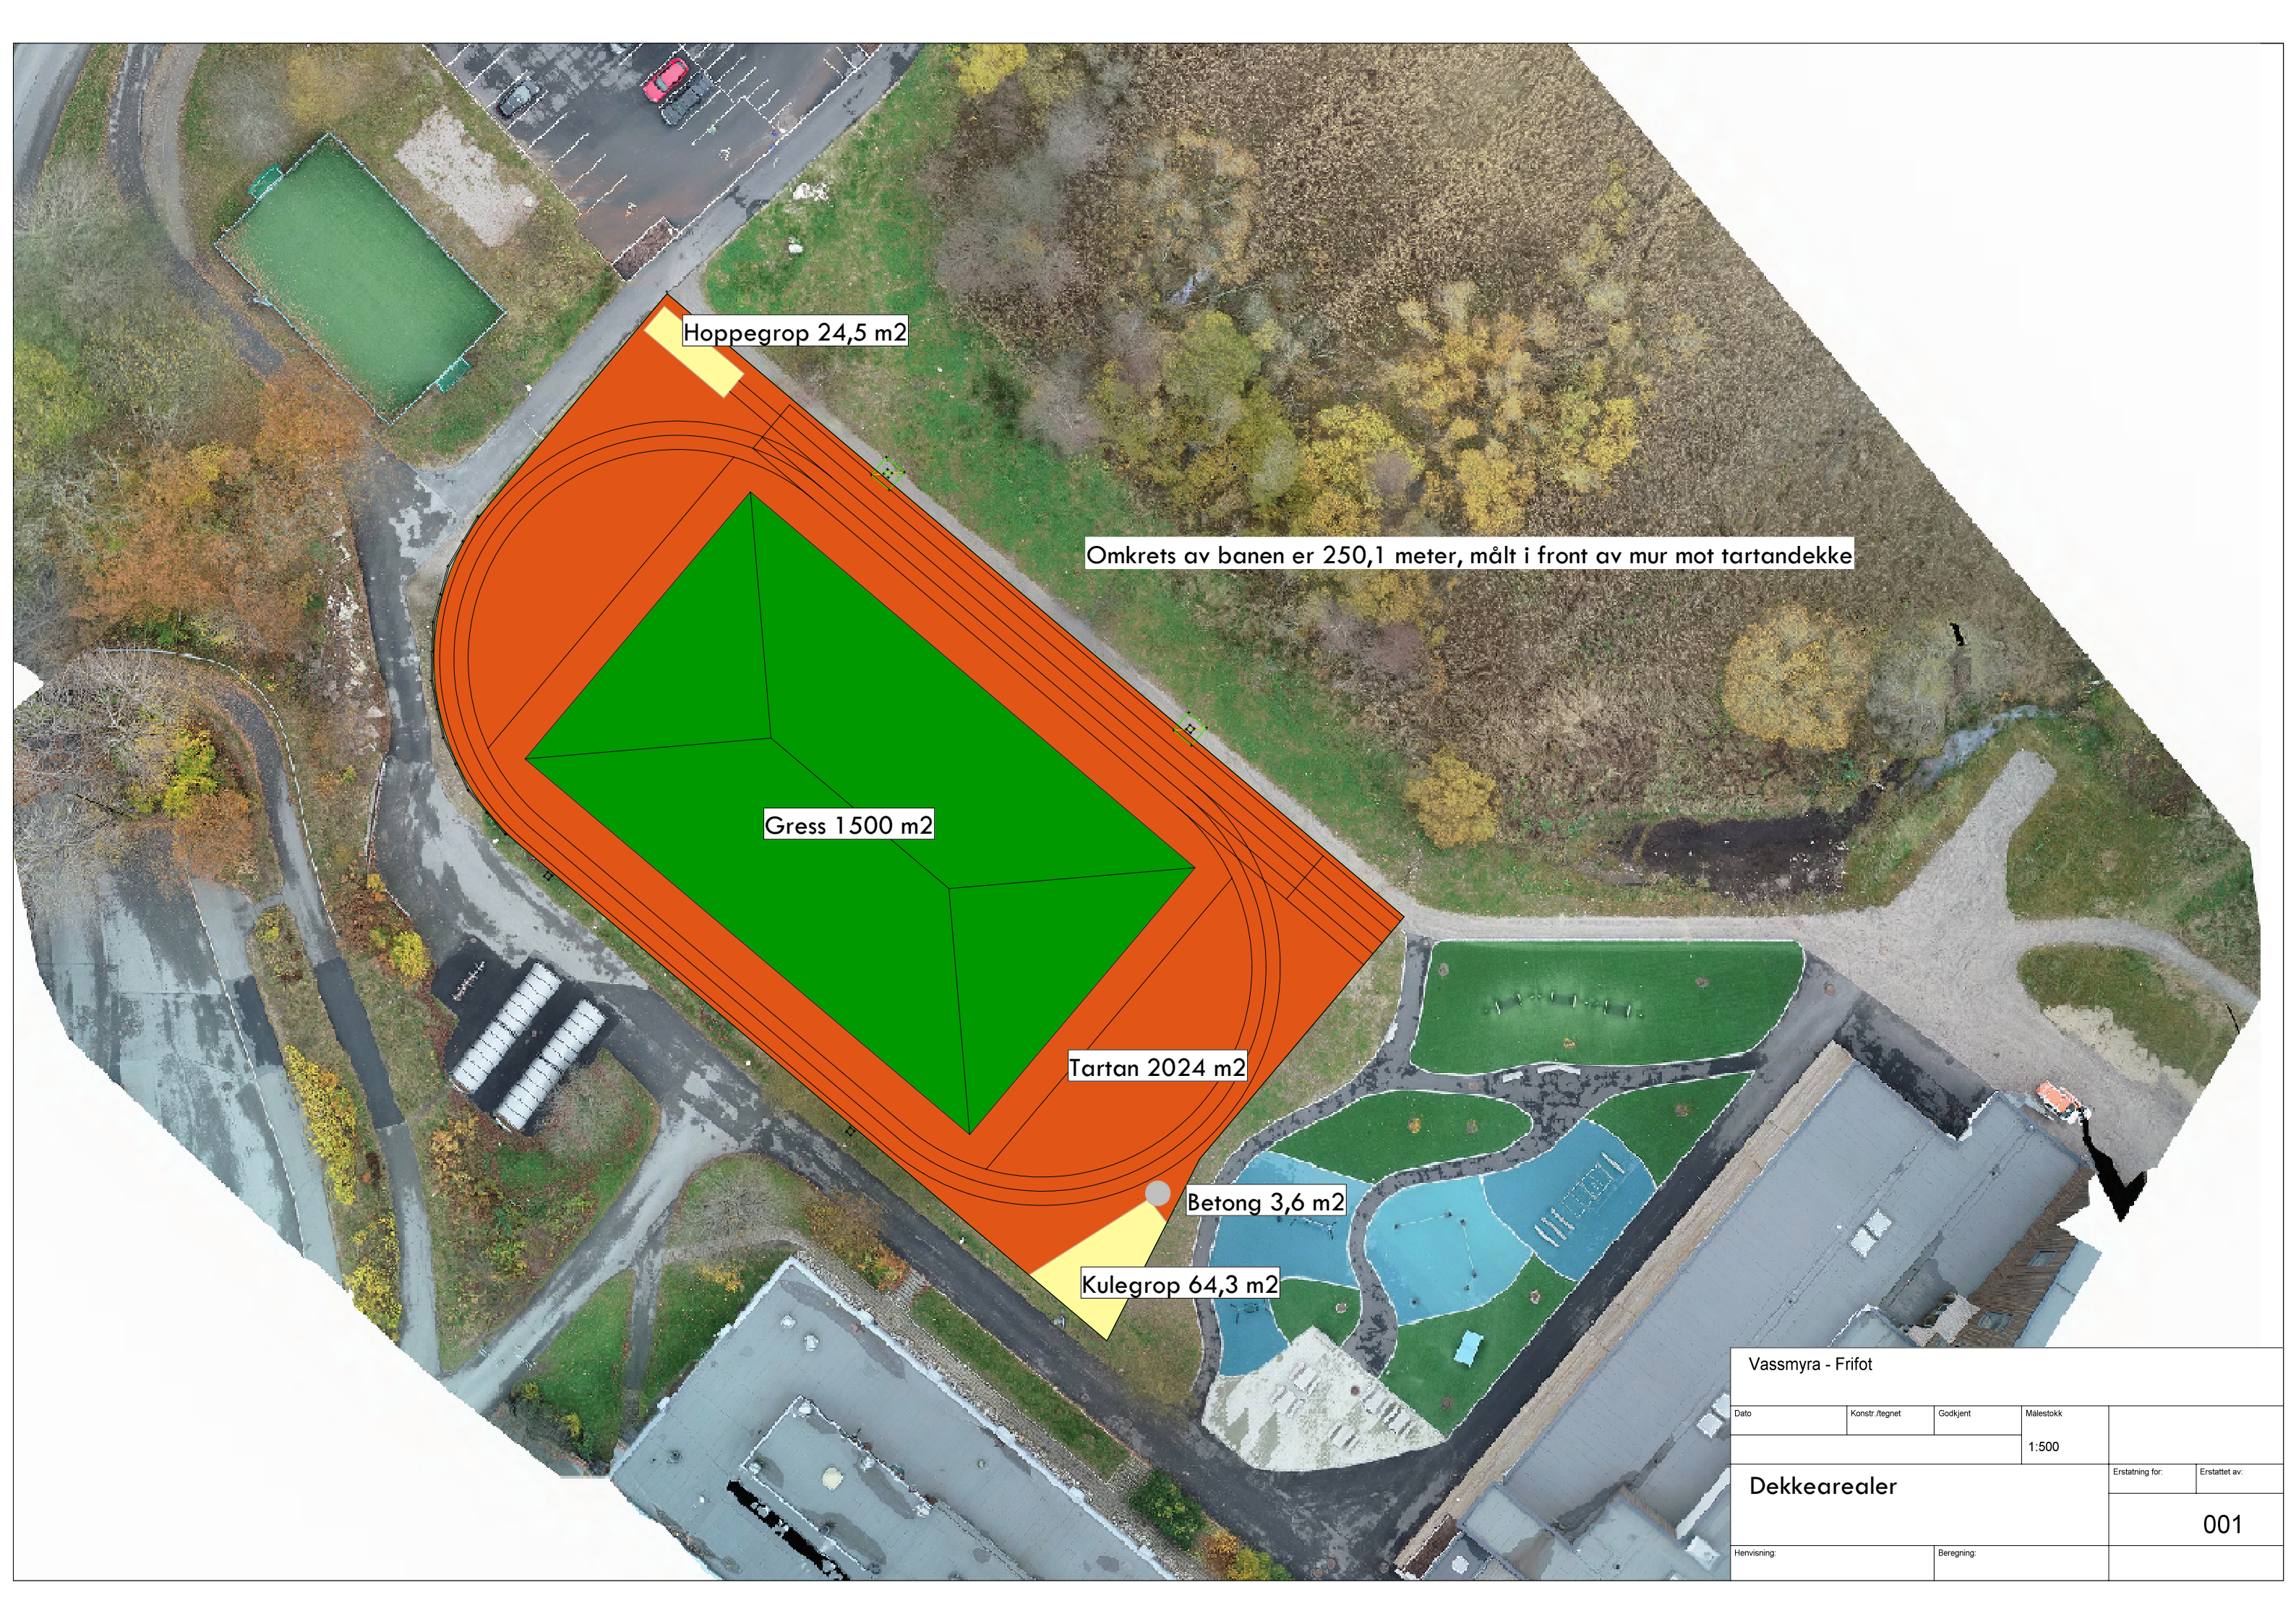 Hoppegrop 24,5 m2
Omkrets av banen er 250,1 meter, målt i front av mur mot tartandekke
Gress 1500 m2
Tartan 2024 m2
Betong 3,6 m2
Kulegrop 64,3 m2
Vassmyra - Frifot
Dato
Konstr./tegnet
Godkjent
Målestokk
1:500
Dekkearealer
Erstatning for:
Erstattet av:
001
Henvisning:
Beregning: